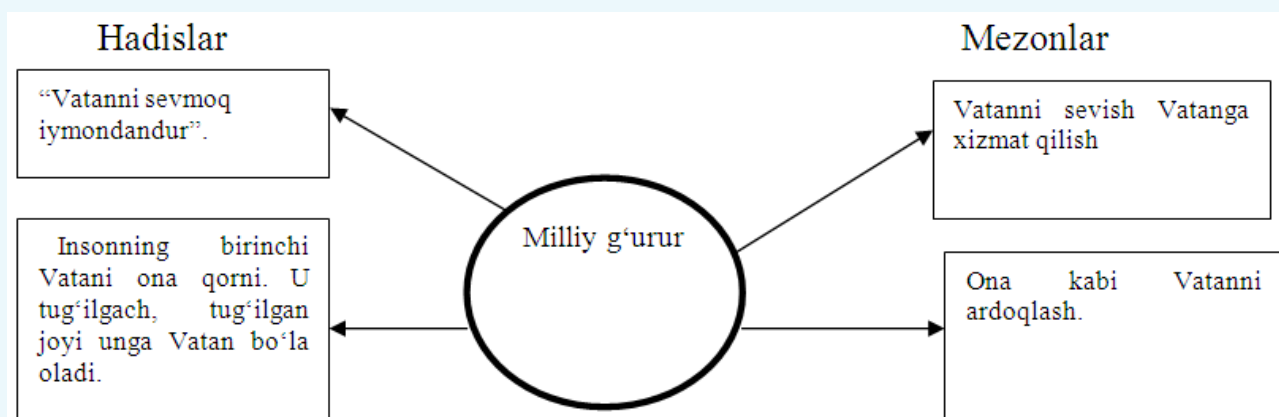 Hadislar
“Vatanni sevmoq
iymondandur”.
Insonning birinchi
Vatani ona qorni. U
tug‘ilgach, tug‘ilgan
joyi unga Vatan bo‘la
oladi.
Milliy g‘urur
Mezonlar
Vatanni sevish Vatanga
xizmat qilish
Ona kabi Vatanni
ardoqlash.